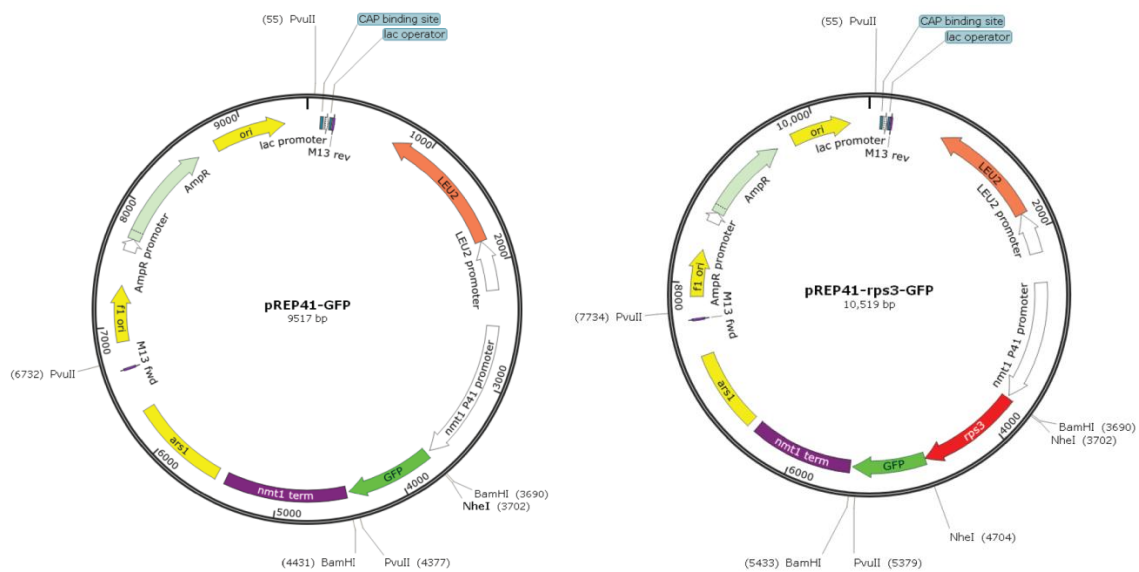 (55) PvuII
CAP binding site
lac operator
9000
ori
lac promoter
M13 rev
1000
LEU2
AmpR
8000
AmpR promoter
LEU2 promoter
2000
f1 ori
7000
M13 fwd
pREP41-GFP
9517 bp
(6732) PvuII
nmt1 P41 promoter
3000
ars1
6000
nmt1 term
GFP
4000
5000
BamHI (3690)
NheI (3702)
(4431) BamHI
PvuII (4377)
(55) PvuII
CAP binding site
lac operator
10,000
ori
lac promoter
M13 rev
LEU2
AmpR
AmpR promoter
LEU2 promoter
2000
f1 ori
8000
M13 fwd
pREP41-rps3-GFP
10,519 bp
(7734) PvuII
nmt1 P41 promoter
ars1
rps3
4000
nmt1 term
GFP
6000
BamHI (3690)
NheI (3702)
NheI (4704)
(5433) BamHI
PvuII (5379)